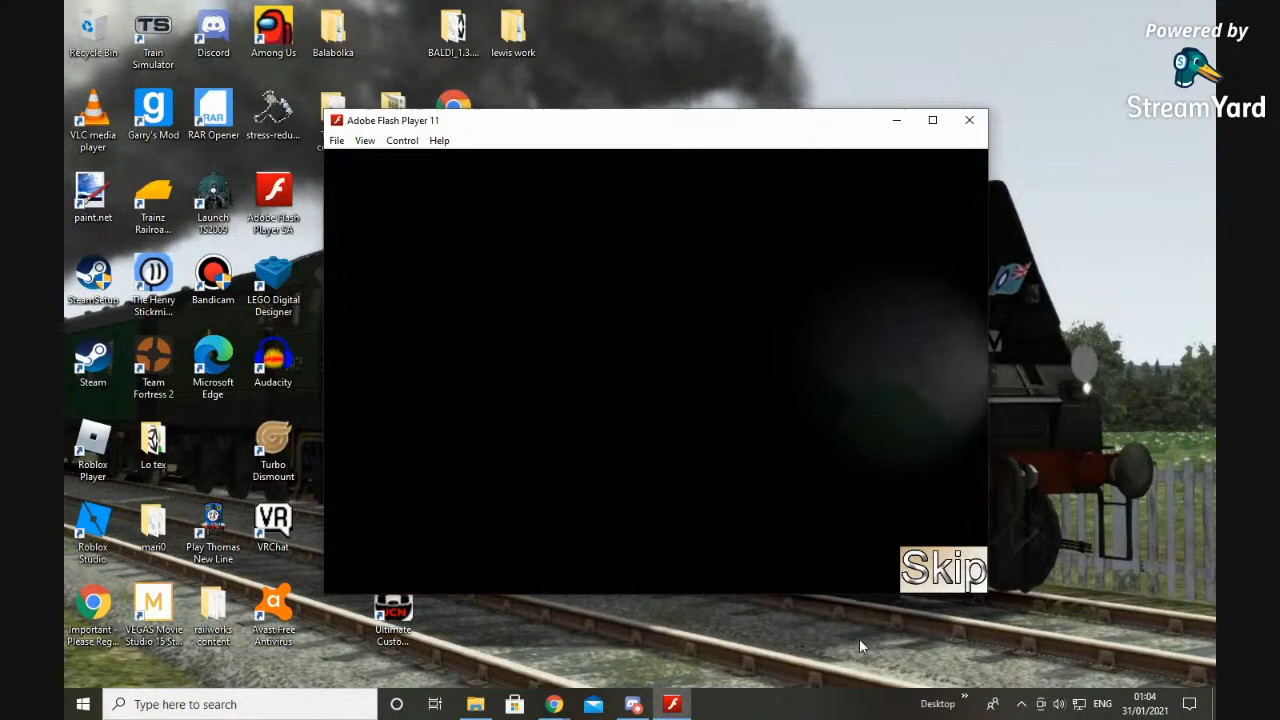 Powered by
StreamYard
Recycle Bin
Train
Simulator
Discord
Among Us
Balabolka
BALDI_1.3....
lewis work
VLC media
player
Garry's Mod
RAR Opener
stress-redu...
Adobe Flash Player 11
File
View
Control
Help
paint.net
Trainz
Railroa...
Launch
TS2009
Adobe Flash
Player SA
SteamSetup
The Henry
Stickmi...
Bandicam
LEGO Digital
Designer
Steam
Team
Fortress 2
Microsoft
Edge
Audacity
Roblox
Player
Lo tex
Turbo
Dismount
Roblox
Studio
mari0
Play Thomas
New Line
VRChat
Skip
Important -
Please Reg...
VEGAS Movie
Studio 15 St...
railworks
content
Avast Free
Antivirus
UCN
Ultimate
Custo...
Type here to search
Desktop
ENG
01:04
31/01/2021